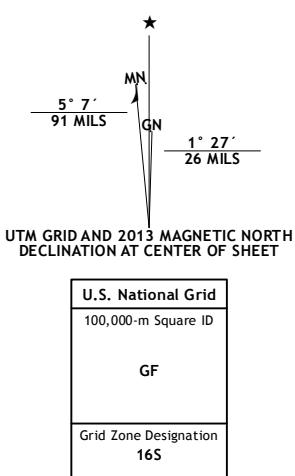 ★
MN
5° 7´
91 MILS
GN
1° 27´
26 MILS
UTM GRID AND 2013 MAGNETIC NORTH
DECLINATION AT CENTER OF SHEET
U.S. National Grid
100,000-m Square ID
GF
Grid Zone Designation
16S